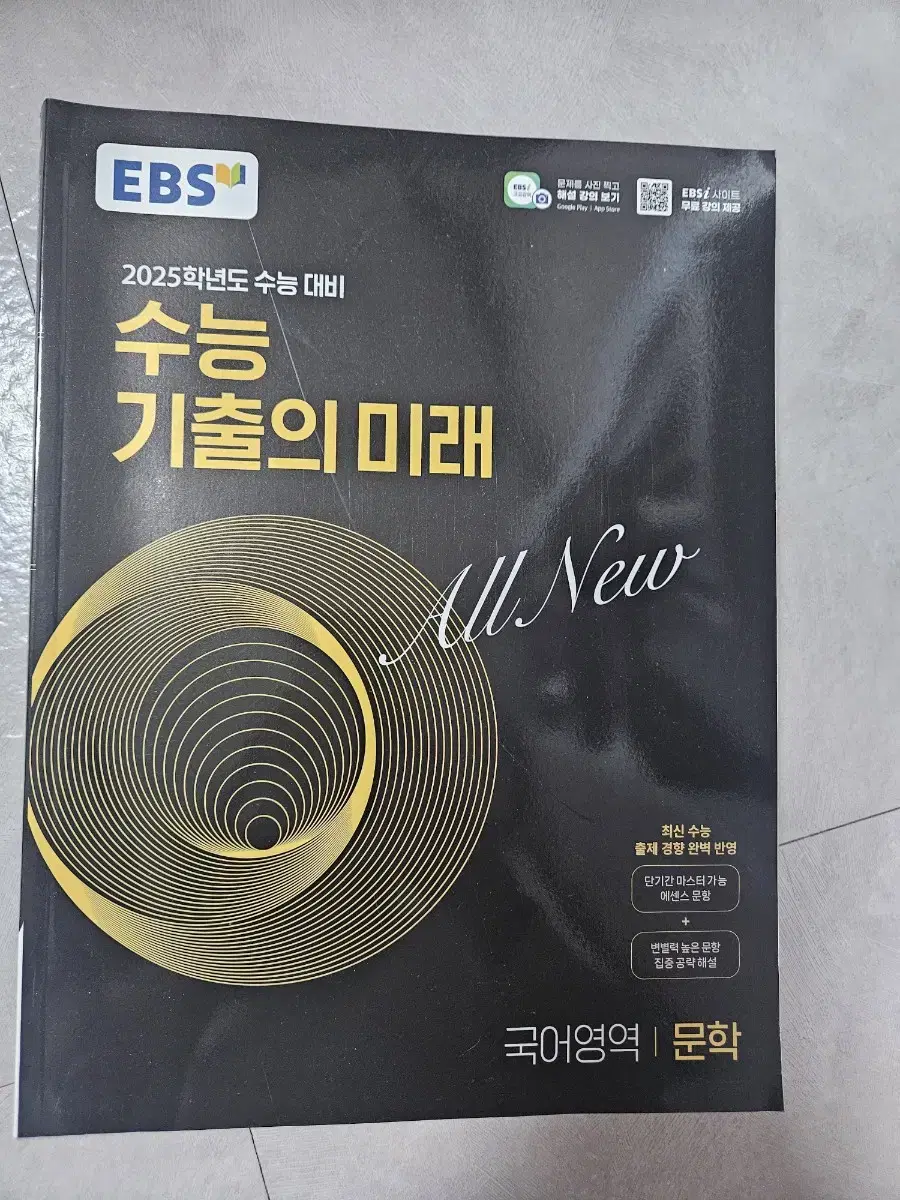 EBS
문제를 사진 찍고
해설 강의 보기
Google Play | App Store
EBSi 사이트
무료 강의 제공
2025학년도 수능 대비
수능
기출의 미래
All New
최신 수능
출제 경향 완벽 반영
단기간 마스터 가능
에센스 문항
+
변별력 높은 문항
집중 공략 해설
국어영역 | 문학